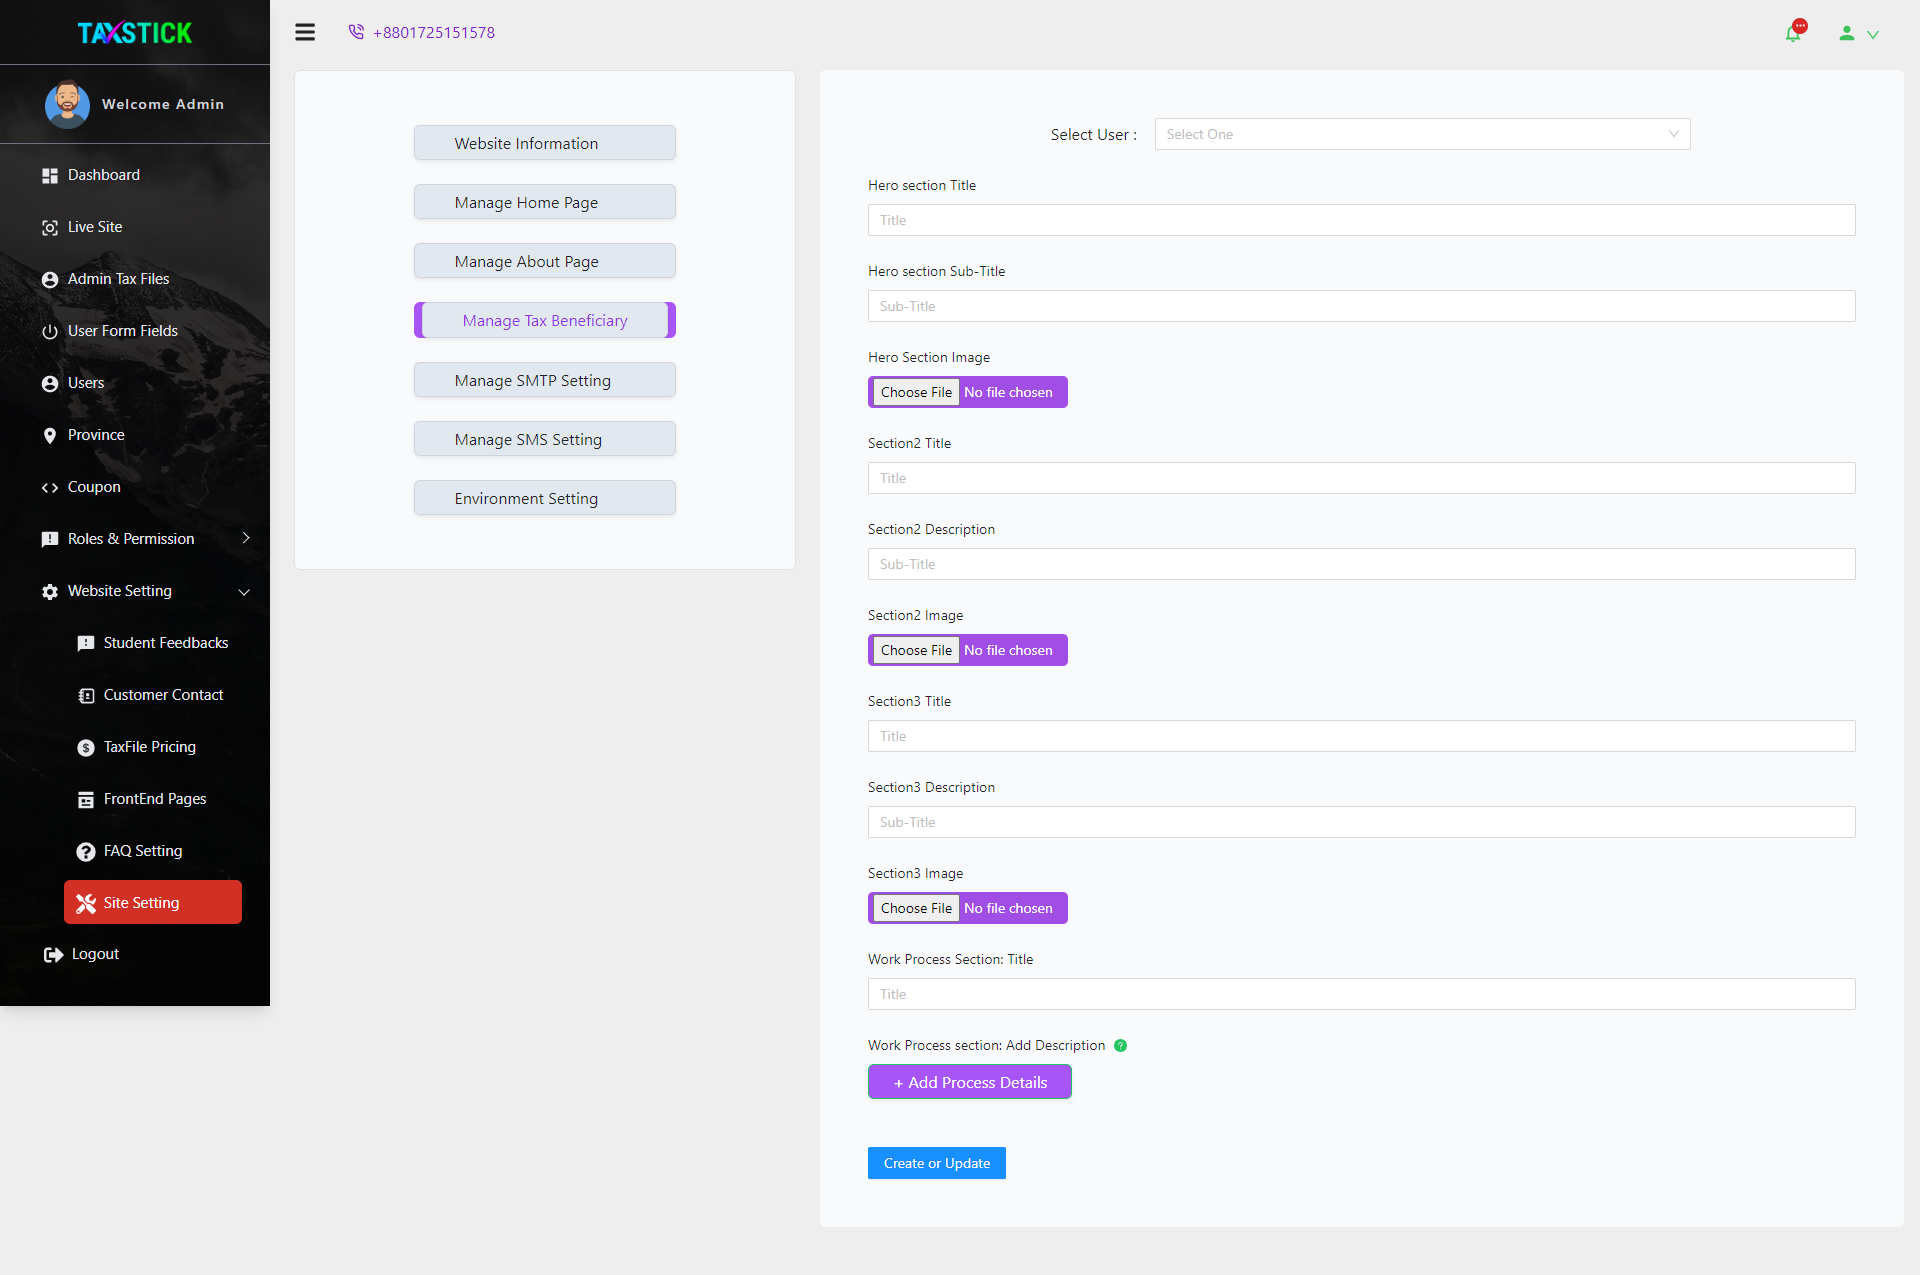 TAXSTICK
Welcome Admin
Dashboard
Live Site
Admin Tax Files
User Form Fields
Users
Province
Coupon
Roles & Permission
Website Setting
Student Feedbacks
Customer Contact
TaxFile Pricing
FrontEnd Pages
FAQ Setting
Site Setting
Logout
+8801725151578
Website Information
Manage Home Page
Manage About Page
Manage Tax Beneficiary
Manage SMTP Setting
Manage SMS Setting
Environment Setting
Select User : Select One
Hero section Title
Title
Hero section Sub-Title
Sub-Title
Hero Section Image
Choose File No file chosen
Section2 Title
Title
Section2 Description
Sub-Title
Section2 Image
Choose File No file chosen
Section3 Title
Title
Section3 Description
Sub-Title
Section3 Image
Choose File No file chosen
Work Process Section: Title
Title
Work Process section: Add Description ?
+ Add Process Details
Create or Update